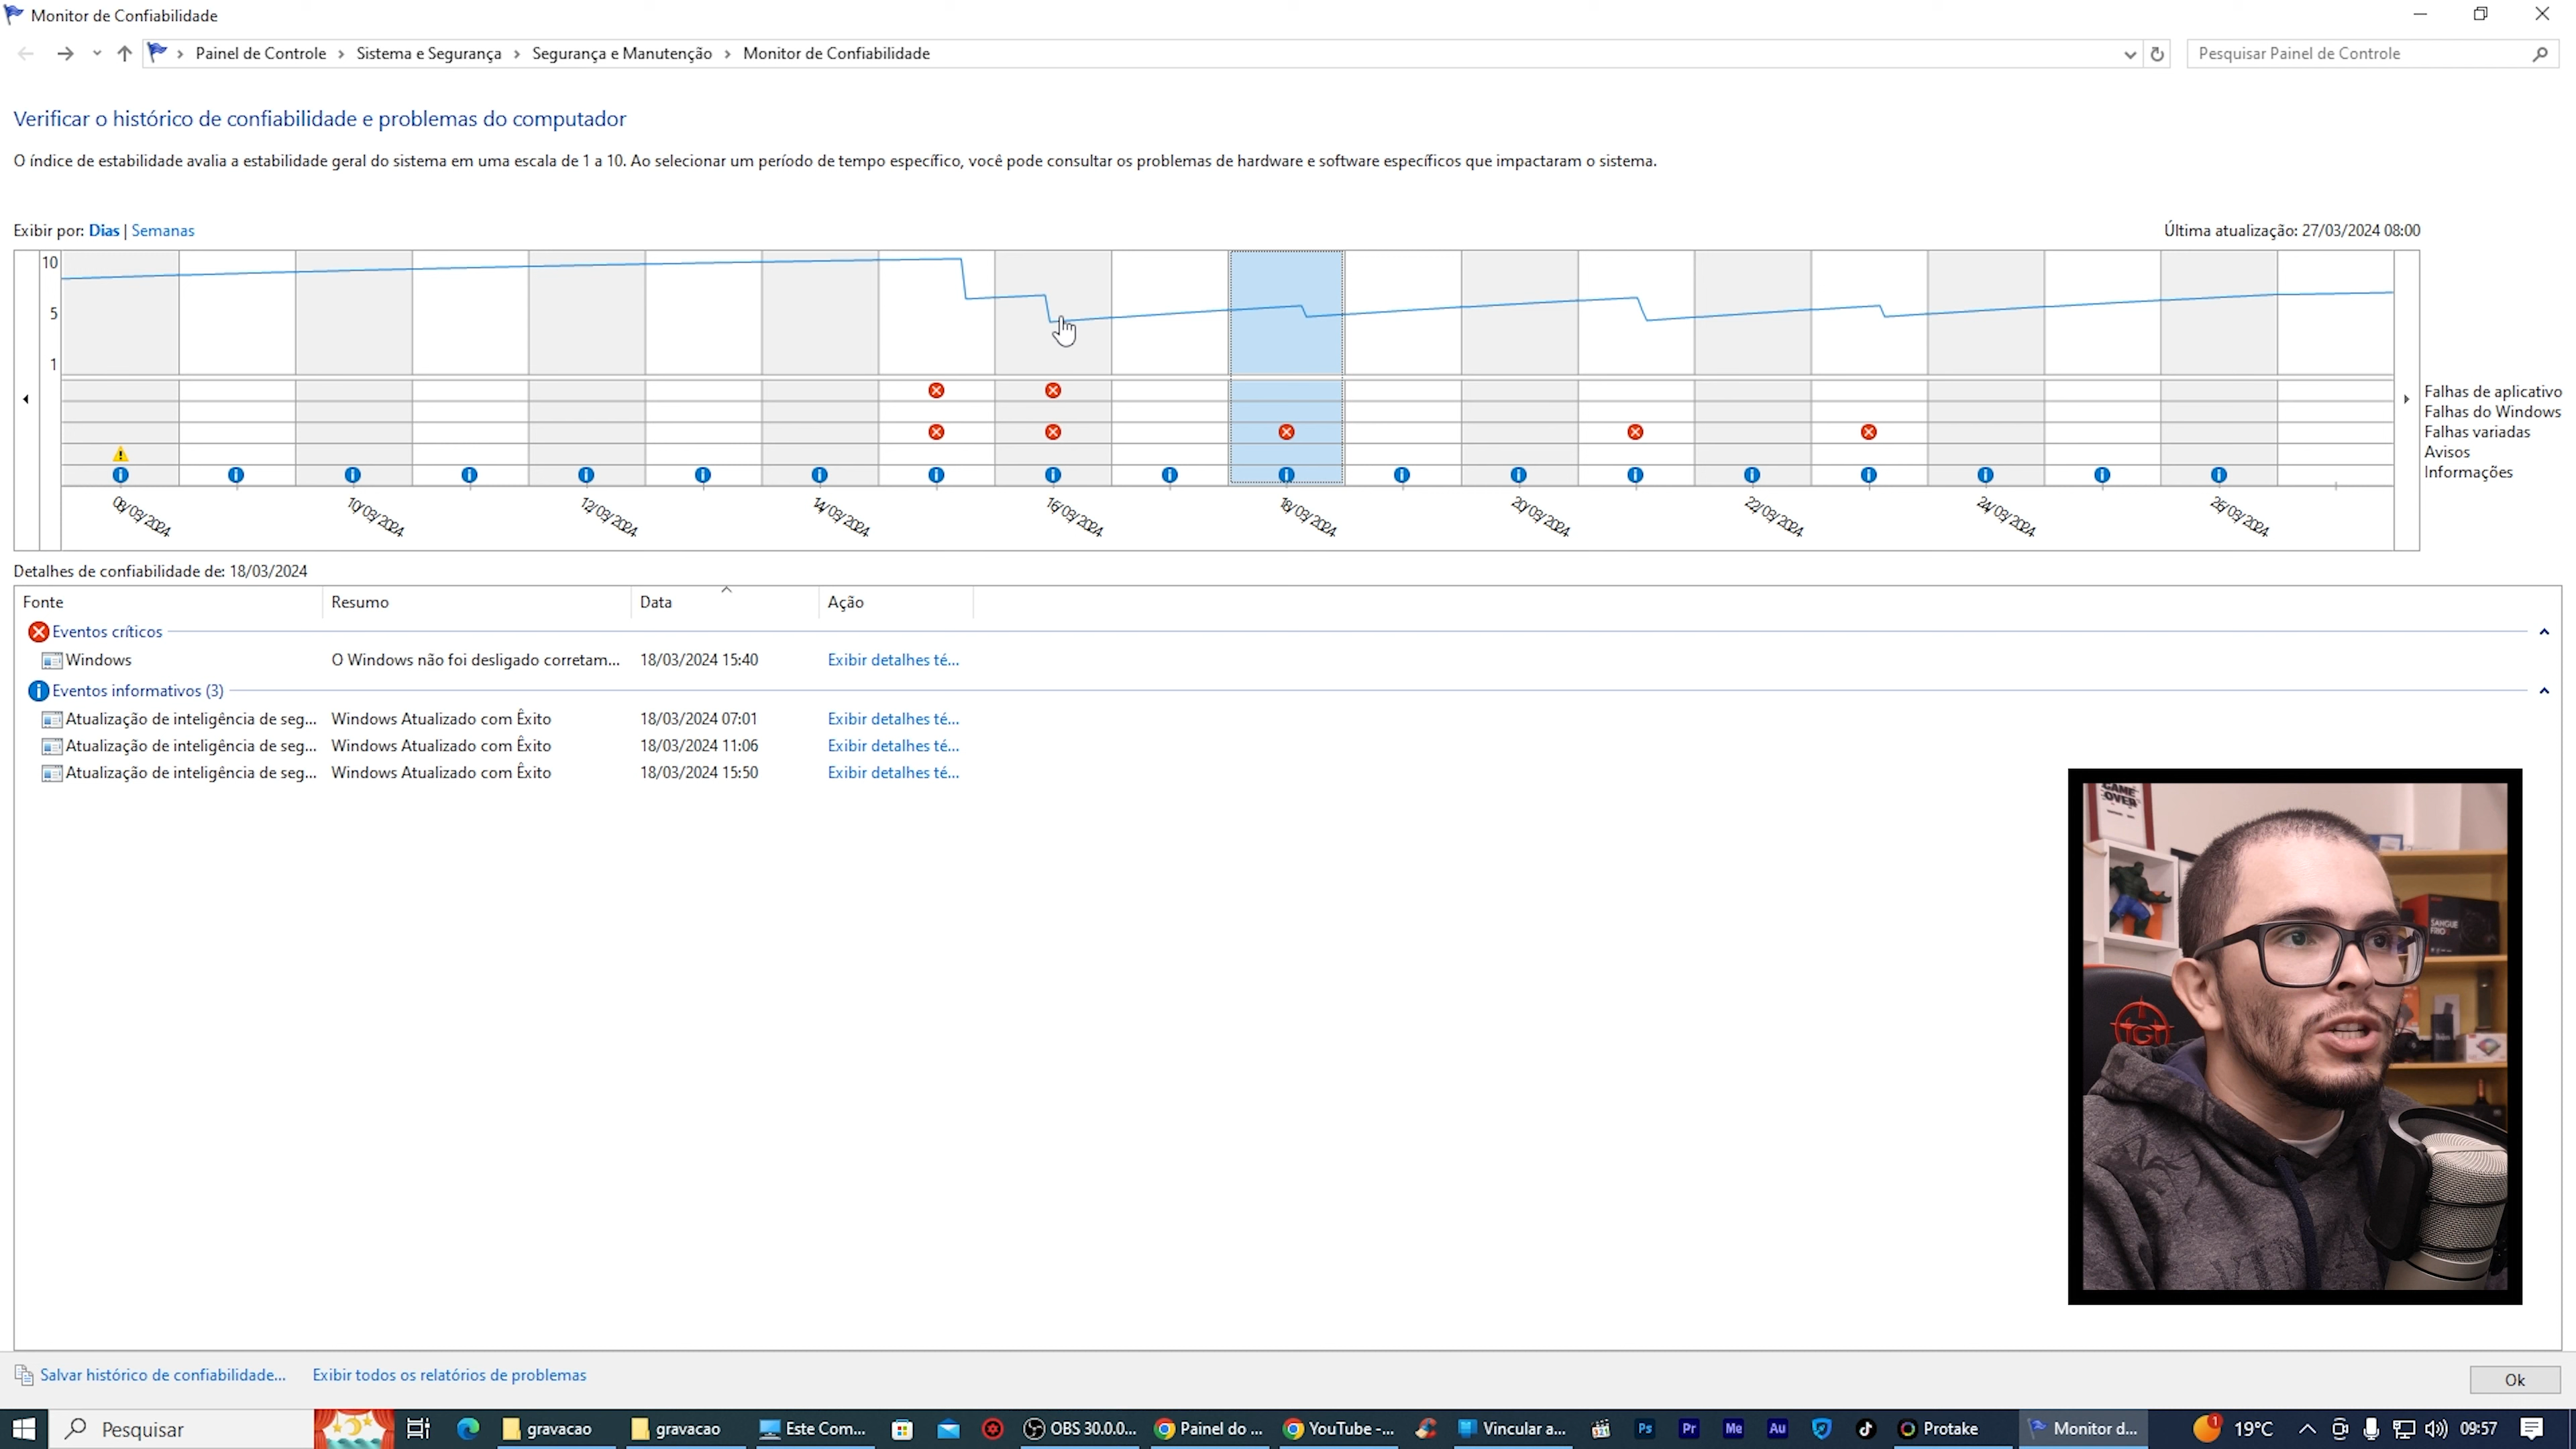 Monitor de Confiabilidade
Painel de Controle › Sistema e Segurança › Segurança e Manutenção › Monitor de Confiabilidade
Pesquisar Painel de Controle
Verificar o histórico de confiabilidade e problemas do computador
O índice de estabilidade avalia a estabilidade geral do sistema em uma escala de 1 a 10. Ao selecionar um período de tempo específico, você pode consultar os problemas de hardware e software específicos que impactaram o sistema.
Exibir por: Dias | Semanas
Última atualização: 27/03/2024 08:00
10
5
1
Falhas de aplicativo
Falhas do Windows
Falhas variadas
Avisos
Informações
08/03/2024 10/03/2024 12/03/2024 14/03/2024 16/03/2024 18/03/2024 20/03/2024 22/03/2024 24/03/2024 26/03/2024
Detalhes de confiabilidade de: 18/03/2024
Fonte Resumo Data Ação
Eventos críticos
Windows O Windows não foi desligado corretam... 18/03/2024 15:40 Exibir detalhes té...
Eventos informativos (3)
Atualização de inteligência de seg... Windows Atualizado com Êxito 18/03/2024 07:01 Exibir detalhes té...
Atualização de inteligência de seg... Windows Atualizado com Êxito 18/03/2024 11:06 Exibir detalhes té...
Atualização de inteligência de seg... Windows Atualizado com Êxito 18/03/2024 15:50 Exibir detalhes té...
GAME
OVER
SANGUE
FRIO
Salvar histórico de confiabilidade... Exibir todos os relatórios de problemas
Ok
Pesquisar gravacao gravacao Este Com... OBS 30.0.0... Painel do ... YouTube -... Vincular a... 321 Ps Pr Me Au Protake Monitor d... 1 19°C 09:57